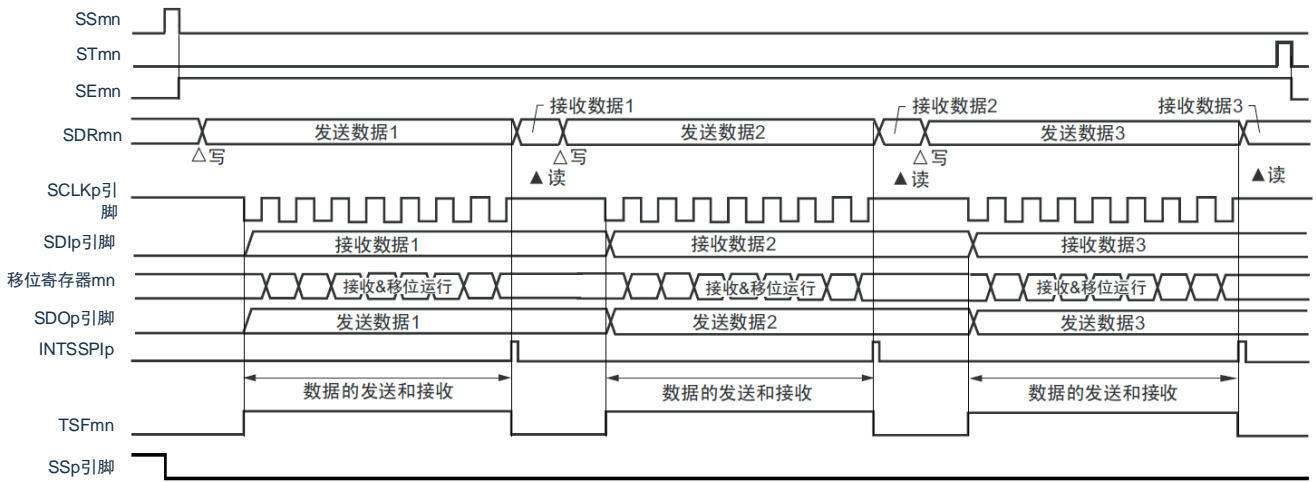 SSmn
STmn
SEmn
接收数据1 接收数据2 接收数据3
SDRmn 发送数据1 发送数据2 发送数据3
△写 △写 △写
▲读 ▲读 ▲读
SCLKp引
脚
SDIp引脚 接收数据1 接收数据2 接收数据3
移位寄存器mn 接收&移位运行 接收&移位运行 接收&移位运行
SDOp引脚 发送数据1 发送数据2 发送数据3
INTSSPIp
数据的发送和接收 数据的发送和接收 数据的发送和接收
TSFmn
SSp引脚